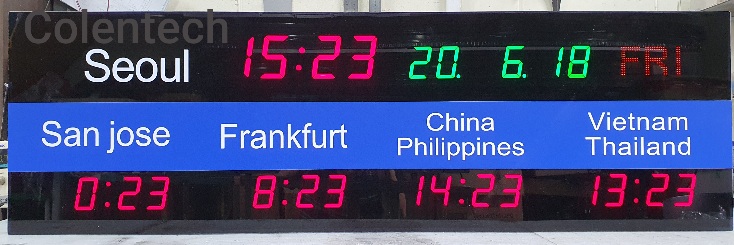 Colentech
Seoul 15:23 20. 6. 18 FRI
San jose Frankfurt China Philippines Vietnam Thailand
0:23 8:23 14:23 13:23